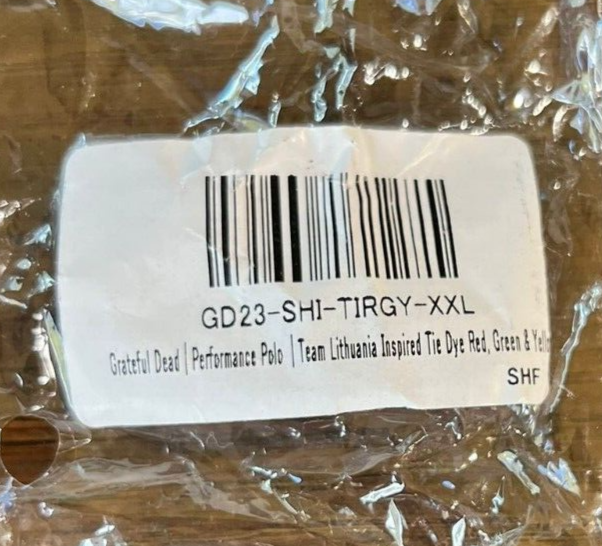 GD23-SHI-TIRGY-XXL
Grateful Dead | Performance Polo | Team Lithuania Inspired Tie Dye Red, Green &
SHF